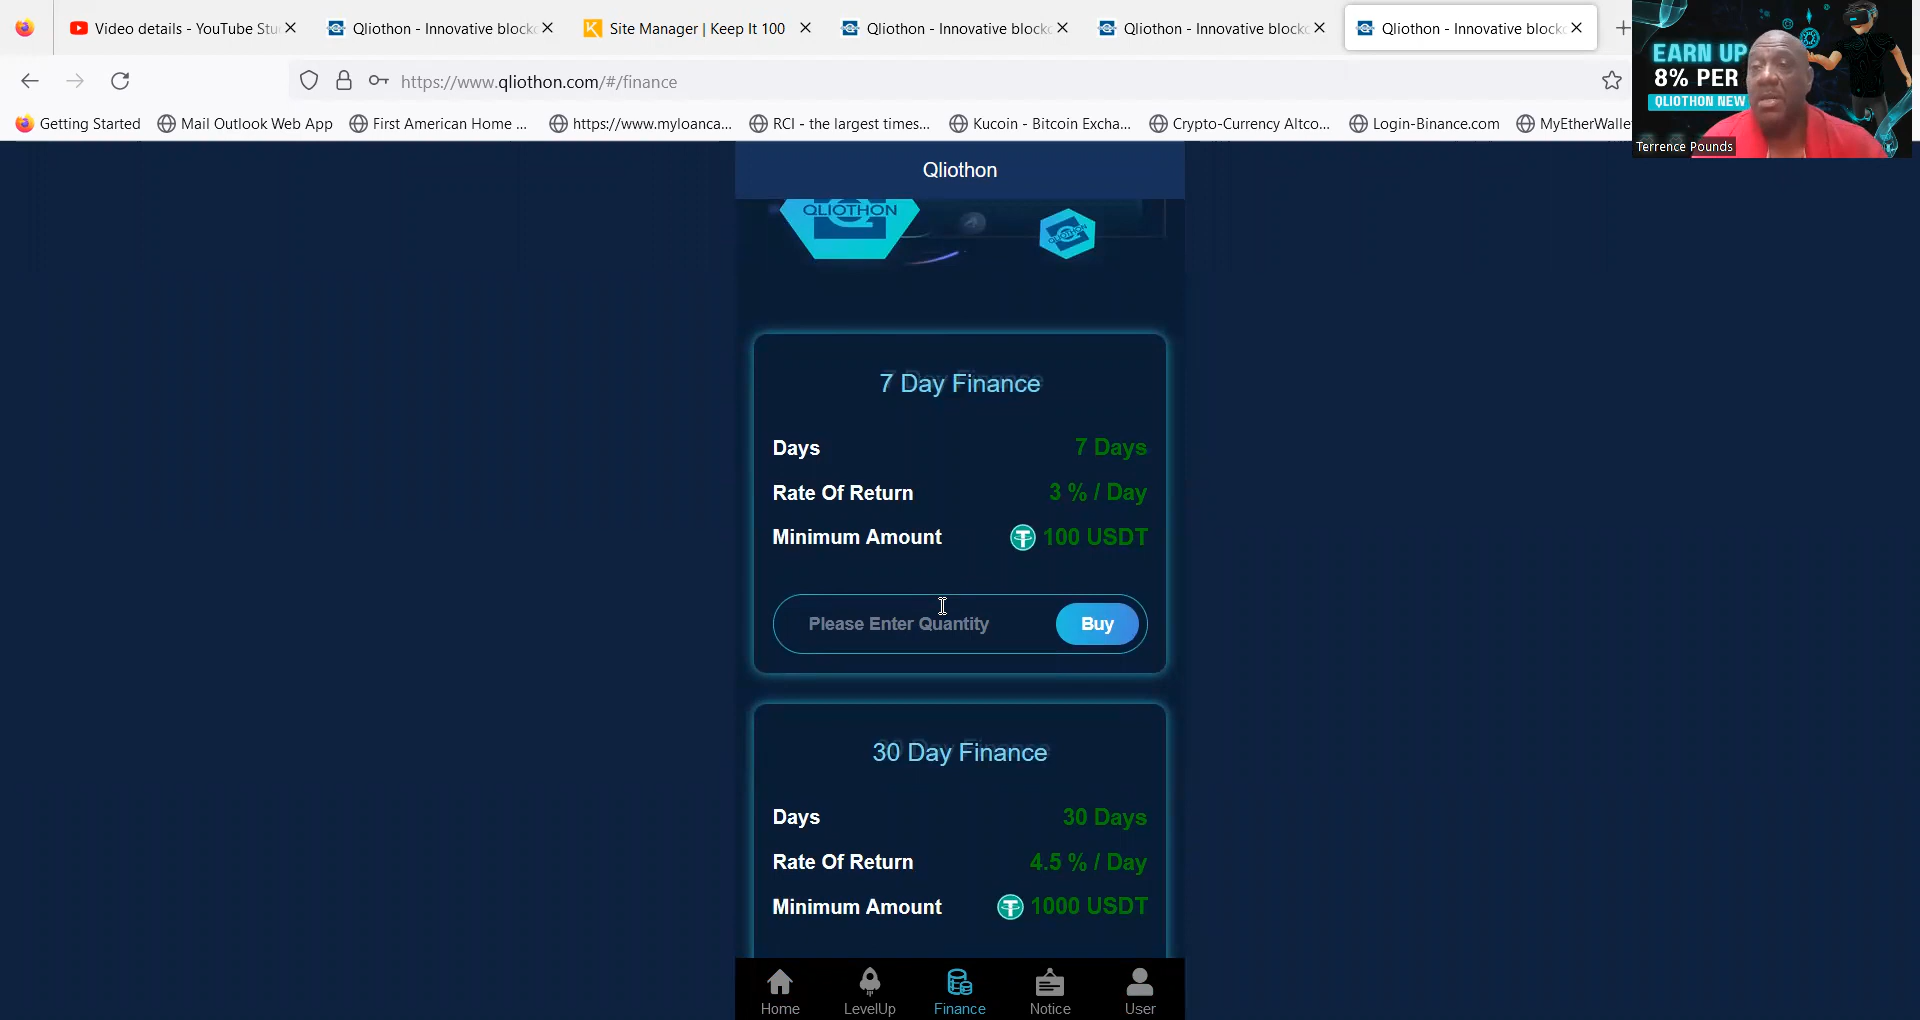 Video details - YouTube Stu
Qliothon - Innovative blockc
Site Manager | Keep It 100
Qliothon - Innovative blockc
Qliothon - Innovative blockc
Qliothon - Innovative blockc
https://www.qliothon.com/#/finance
Getting Started
Mail Outlook Web App
First American Home ...
https://www.myloanca...
RCI - the largest times...
Kucoin - Bitcoin Excha...
Crypto-Currency Altco...
Login-Binance.com
MyEtherWalle
EARN UP
8% PER
QLIOTHON NEW
Terrence Pounds
Qliothon
QLIOTHON
QLIOTHON
7 Day Finance
Days 7 Days
Rate Of Return 3 % / Day
Minimum Amount 100 USDT
Please Enter Quantity Buy
30 Day Finance
Days 30 Days
Rate Of Return 4.5 % / Day
Minimum Amount 1000 USDT
Home LevelUp Finance Notice User